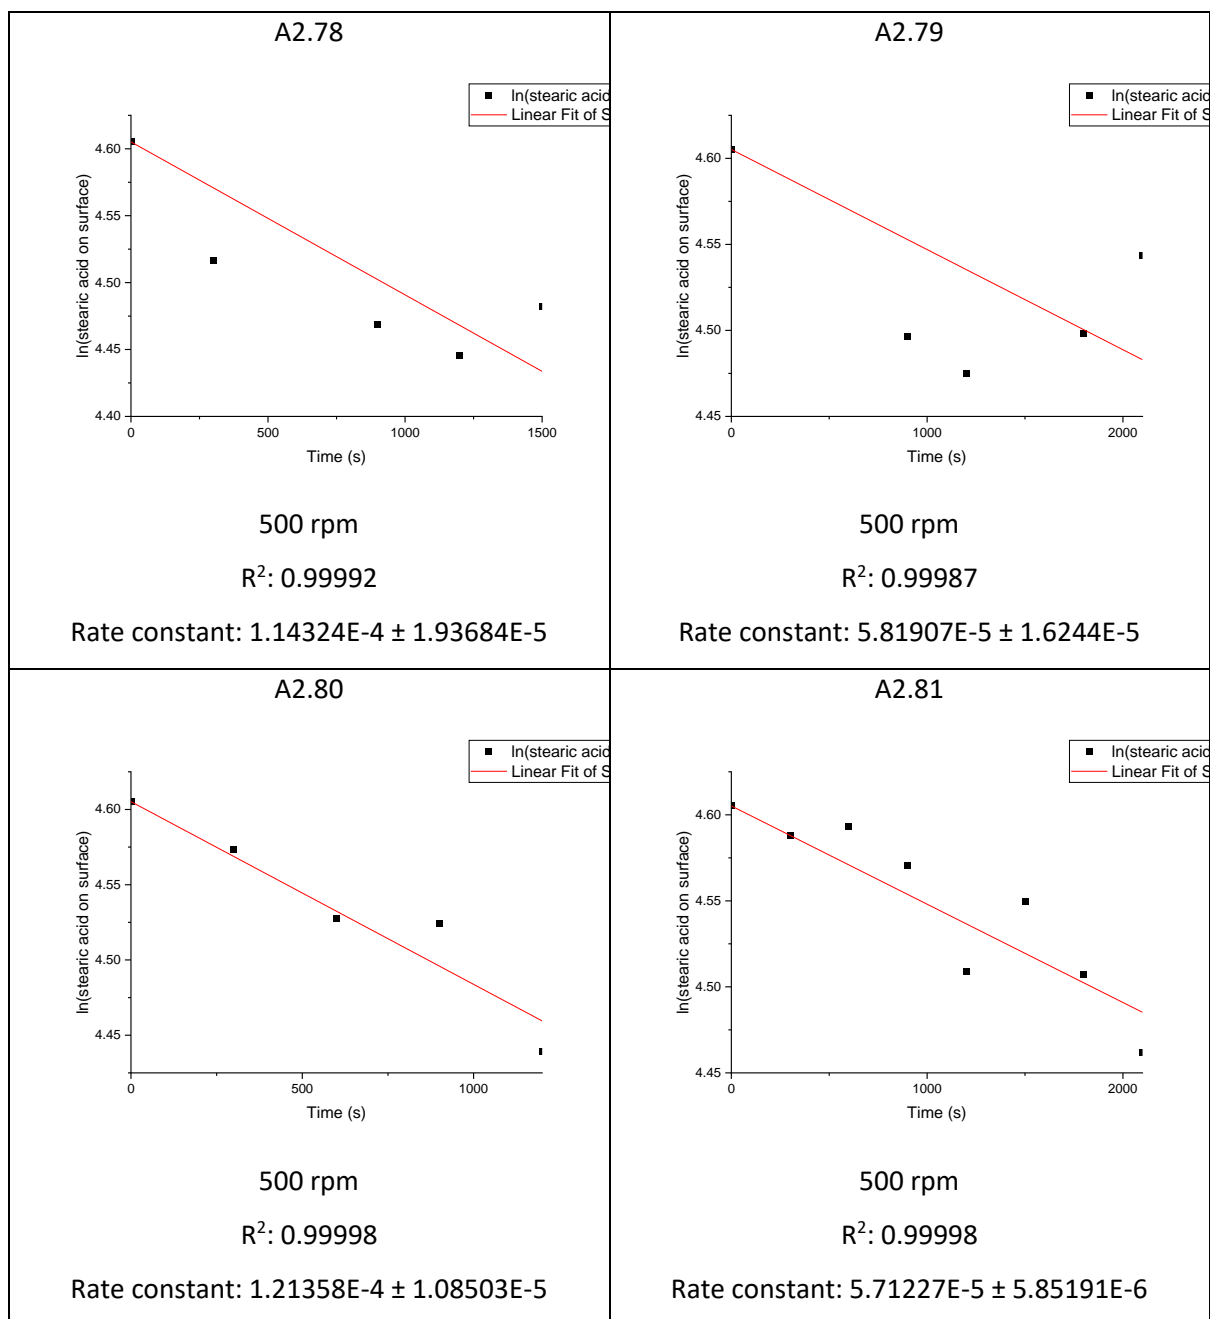 A2.78
ln(stearic acid
Linear Fit of S
4.60
4.55
4.50
4.45
4.40
ln(stearic acid on surface)
0 500 1000 1500
Time (s)
500 rpm
R²: 0.99992
Rate constant: 1.14324E-4 ± 1.93684E-5
A2.79
ln(stearic acid
Linear Fit of S
4.60
4.55
4.50
4.45
ln(stearic acid on surface)
0 1000 2000
Time (s)
500 rpm
R²: 0.99987
Rate constant: 5.81907E-5 ± 1.6244E-5
A2.80
ln(stearic acid
Linear Fit of S
4.60
4.55
4.50
4.45
ln(stearic acid on surface)
0 500 1000
Time (s)
500 rpm
R²: 0.99998
Rate constant: 1.21358E-4 ± 1.08503E-5
A2.81
ln(stearic acid
Linear Fit of S
4.60
4.55
4.50
4.45
ln(stearic acid on surface)
0 1000 2000
Time (s)
500 rpm
R²: 0.99998
Rate constant: 5.71227E-5 ± 5.85191E-6